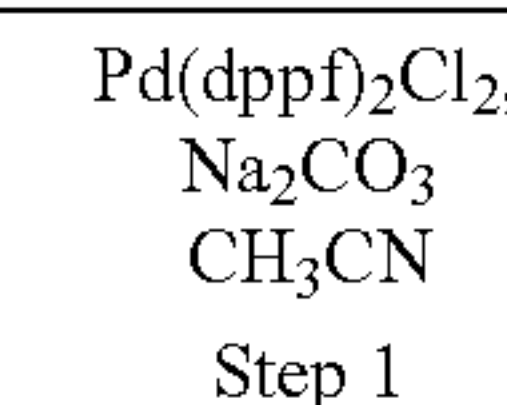 Pd(dppf)₂Cl₂,
Na₂CO₃
CH₃CN
Step 1